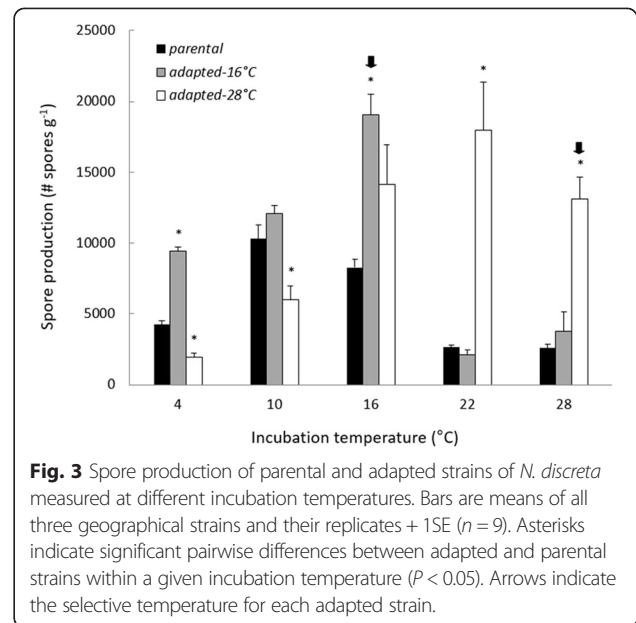 25000
20000
15000
10000
5000
0
Spore production (# spores g⁻¹)
parental
adapted-16°C
adapted-28°C
*
*
*
*
*
*
4 10 16 22 28
Incubation temperature (°C)
Fig. 3 Spore production of parental and adapted strains of N. discreta
measured at different incubation temperatures. Bars are means of all
three geographical strains and their replicates + 1SE (n = 9). Asterisks
indicate significant pairwise differences between adapted and parental
strains within a given incubation temperature (P < 0.05). Arrows indicate
the selective temperature for each adapted strain.